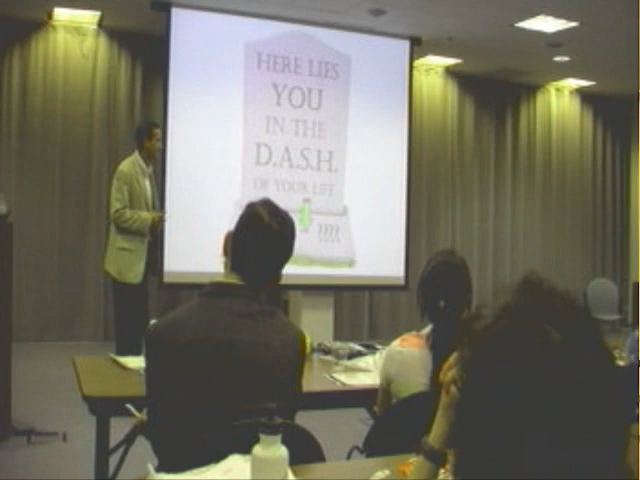 HERE LIES
YOU
IN THE
D.A.S.H.
OF YOUR LIFE
????